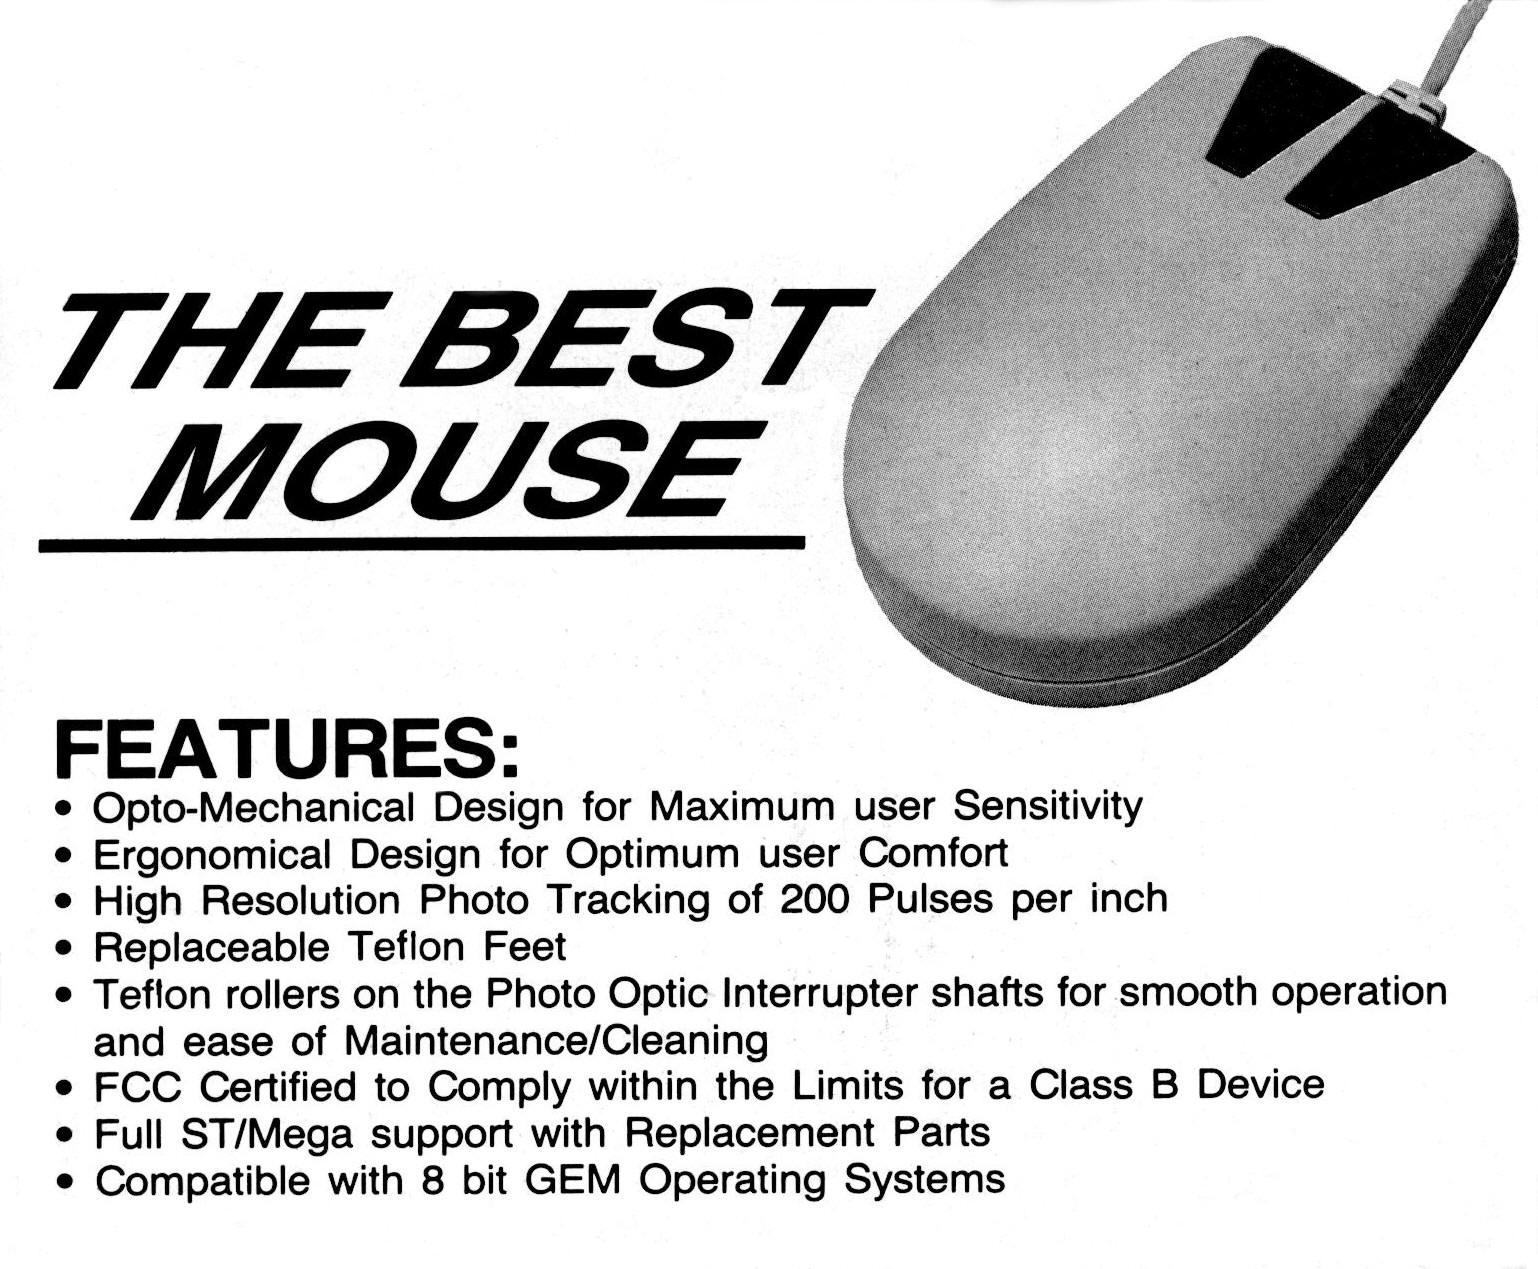 THE BEST
MOUSE
FEATURES:
• Opto-Mechanical Design for Maximum user Sensitivity
• Ergonomical Design for Optimum user Comfort
• High Resolution Photo Tracking of 200 Pulses per inch
• Replaceable Teflon Feet
• Teflon rollers on the Photo Optic Interrupter shafts for smooth operation
and ease of Maintenance/Cleaning
• FCC Certified to Comply within the Limits for a Class B Device
• Full ST/Mega support with Replacement Parts
• Compatible with 8 bit GEM Operating Systems